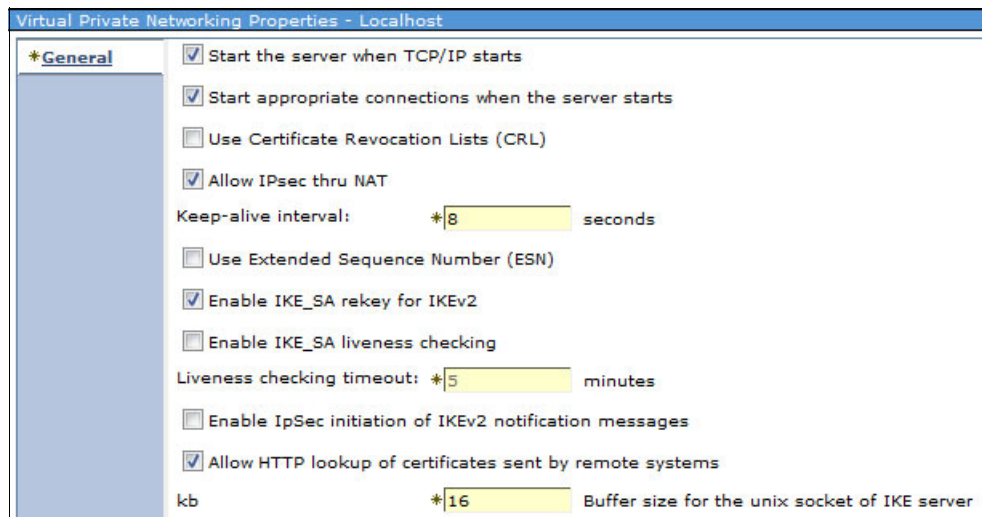 Virtual Private Networking Properties - Localhost
*General
Start the server when TCP/IP starts
Start appropriate connections when the server starts
Use Certificate Revocation Lists (CRL)
Allow IPsec thru NAT
Keep-alive interval: *8 seconds
Use Extended Sequence Number (ESN)
Enable IKE_SA rekey for IKEv2
Enable IKE_SA liveness checking
Liveness checking timeout: *5 minutes
Enable IpSec initiation of IKEv2 notification messages
Allow HTTP lookup of certificates sent by remote systems
kb *16 Buffer size for the unix socket of IKE server